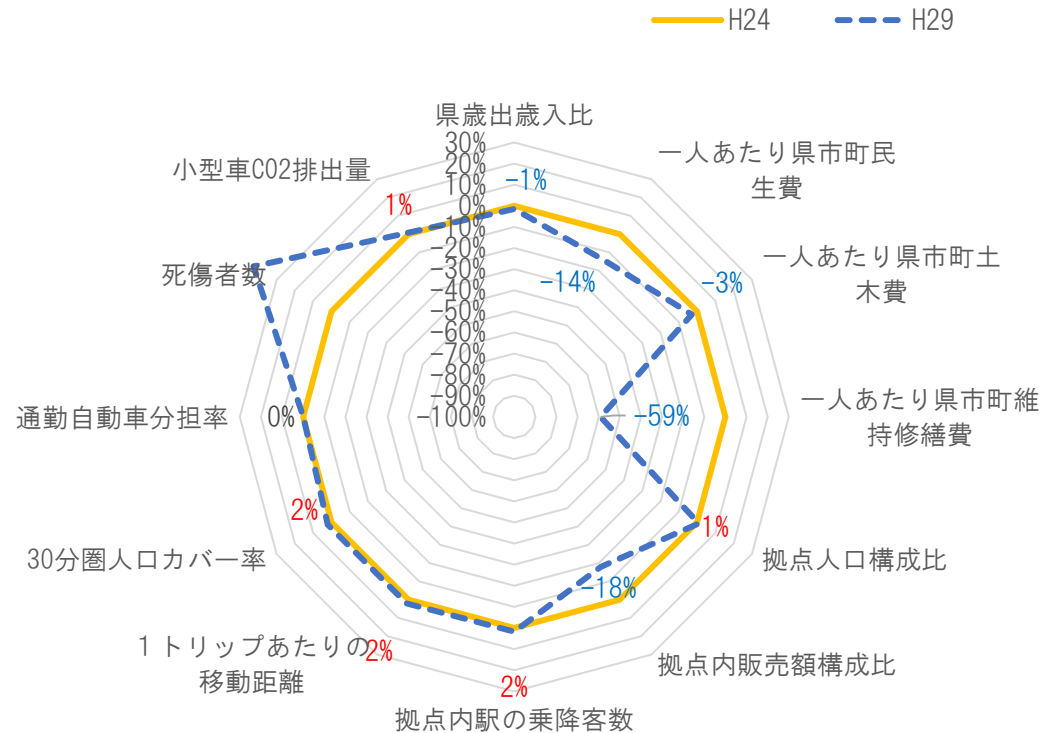 H24
H29
県歳出歳入比
一人あたり県市町民
生費
一人あたり県市町土
木費
一人あたり県市町維
持修繕費
拠点人口構成比
拠点内販売額構成比
拠点内駅の乗降客数
1トリップあたりの
移動距離
30分圏人口カバー率
通勤自動車分担率
死傷者数
小型車CO2排出量
30%
20%
10%
0%
-10%
-20%
-30%
-40%
-50%
-60%
-70%
-80%
-90%
-100%
-1%
-14%
-3%
-59%
1%
-18%
2%
2%
2%
0%
1%